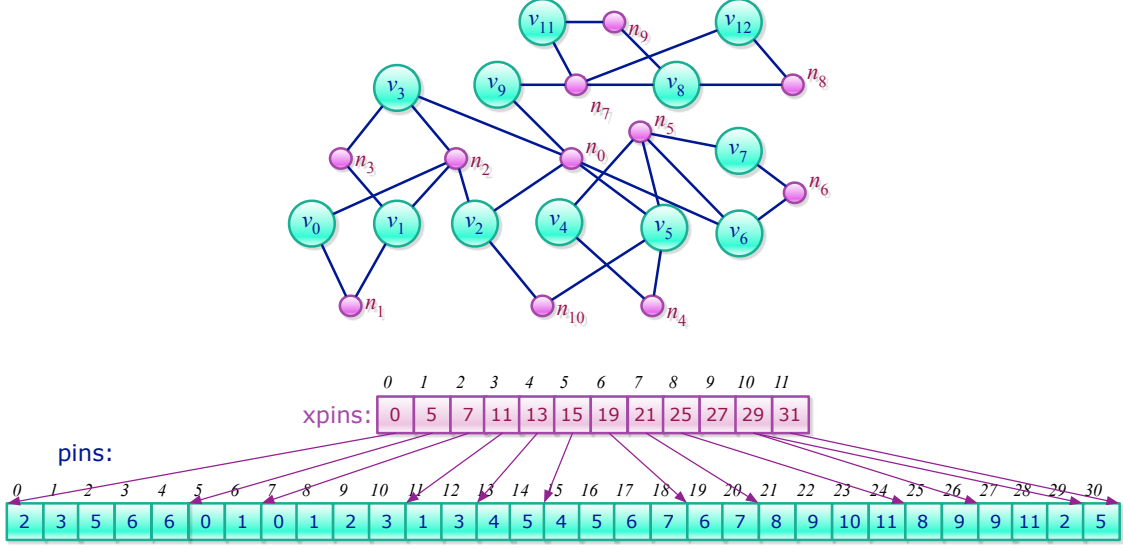 v11 n9 v12
v3 v9 n7 v8 n8
n5
n3 n2 n0 v7
n6
v0 v1 v2 v4 v5 v6
n1 n10 n4
0 1 2 3 4 5 6 7 8 9 10 11
xpins: 0 5 7 11 13 15 19 21 25 27 29 31
pins:
0 1 2 3 4 5 6 7 8 9 10 11 12 13 14 15 16 17 18 19 20 21 22 23 24 25 26 27 28 29 30
2 3 5 6 6 0 1 0 1 2 3 1 3 4 5 4 5 6 7 6 7 8 9 10 11 8 9 9 11 2 5